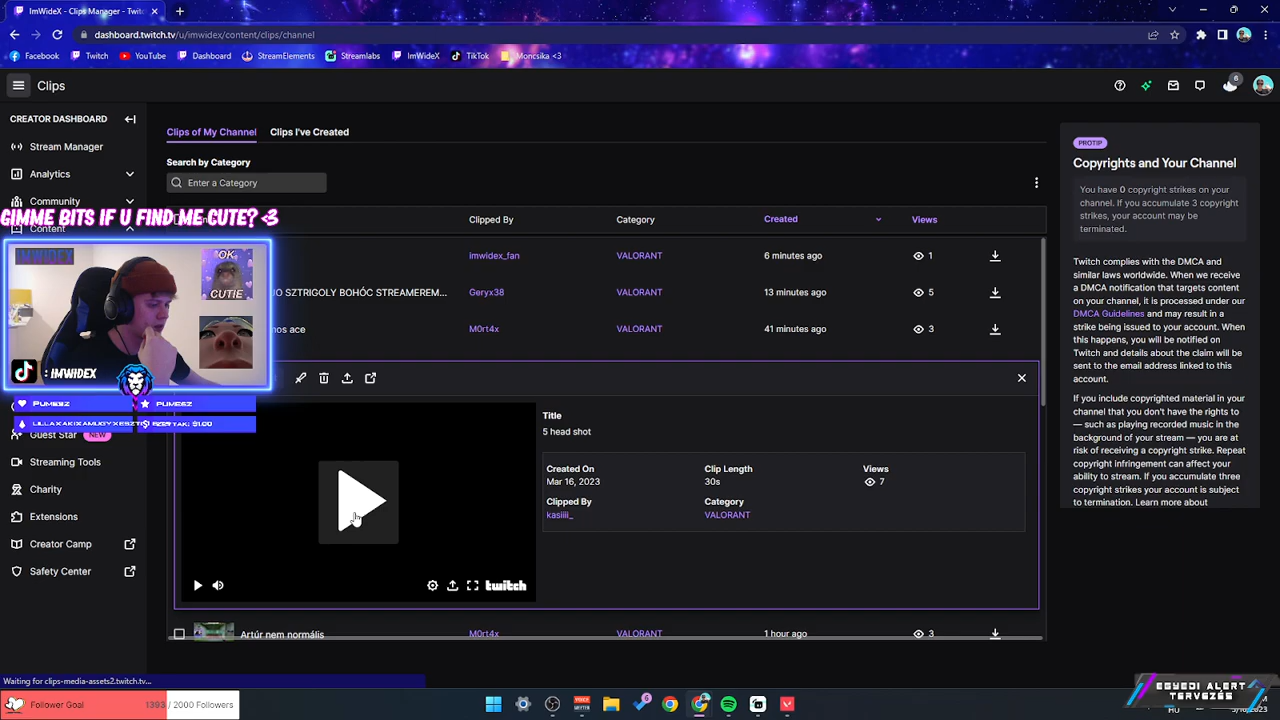 ImWideX - Clips Manager - Twitc
dashboard.twitch.tv/u/imwidex/content/clips/channel
Facebook Twitch YouTube Dashboard StreamElements Streamlabs ImWideX TikTok Moncsika <3
Clips
6
CREATOR DASHBOARD
Stream Manager
Analytics
Community
GIMME BITS IF U FIND ME CUTE? <3
Content
IMWIDEX
OK
CUTIE
: IMWIDEX
PUME6Z
Guest Star NEW
Streaming Tools
Charity
Extensions
Creator Camp
Safety Center
Clips of My Channel Clips I've Created
Search by Category
Enter a Category
Clipped By Category Created Views
Imwidex_fan VALORANT 6 minutes ago 1
O SZTRIGOLY BOHÓC STREAMEREM... Geryx38 VALORANT 13 minutes ago 5
nos ace M0rt4x VALORANT 41 minutes ago 3
Title
5 head shot
Created On Clip Length Views
Mar 16, 2023 30s 7
Clipped By Category
kasiiii_ VALORANT
twitch
Artúr nem normális M0rt4x VALORANT 1 hour ago 3
PROTIP
Copyrights and Your Channel
You have 0 copyright strikes on your
channel. If you accumulate 3 copyright
strikes, your account may be
terminated.
Twitch complies with the DMCA and
similar laws worldwide. When we receive
a DMCA notification that targets
content on your channel, it is processed
under our
DMCA Guidelines and may result in a
strike being issued to your account. When
this happens, you will be notified on
Twitch and details about the claim will be
emailed to the email address linked to
this account.
If you include copyrighted material in your
channel that you don't have the rights to
— such as playing recorded music in the
background of your stream — you are at
risk of receiving a copyright strike. Repeat
copyright infringement can affect your
ability to stream. If you accumulate three
copyright strikes your account is subject
to termination. Learn more about
Waiting for clips-media-assets2.twitch.tv...
Follower Goal 1393 / 2000 Followers
6
EGYEDI ALERT
TERVEZÉS
HU